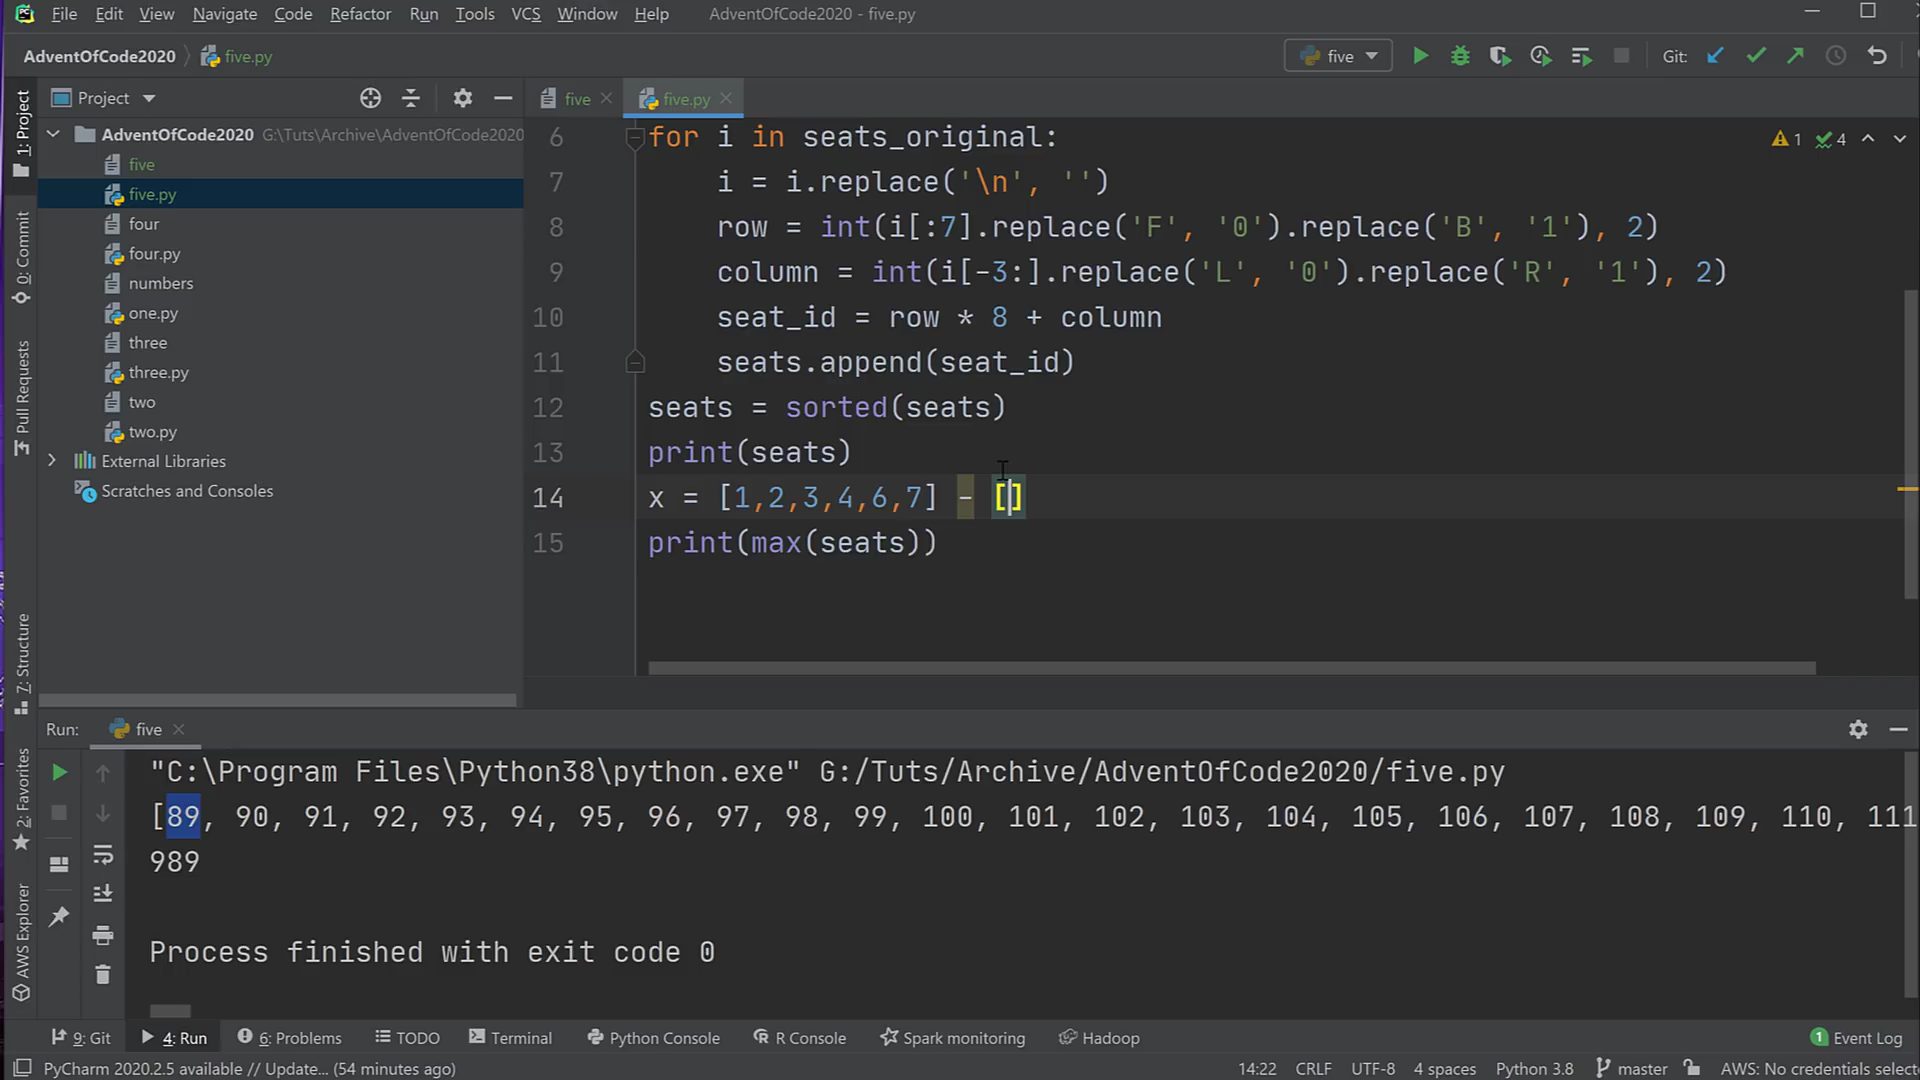 File Edit View Navigate Code Refactor Run Tools VCS Window Help AdventOfCode2020 - five.py
AdventOfCode2020 five.py five Git:
Project five five.py
AdventOfCode2020 G:\Tuts\Archive\AdventOfCode2020
five
five.py
four
four.py
numbers
one.py
three
three.py
two
two.py
External Libraries
Scratches and Consoles
1: Project
0: Commit
Pull Requests
7: Structure
2: Favorites
AWS Explorer
6 for i in seats_original:
7 i = i.replace('\n', '')
8 row = int(i[:7].replace('F', '0').replace('B', '1'), 2)
9 column = int(i[-3:].replace('L', '0').replace('R', '1'), 2)
10 seat_id = row * 8 + column
11 seats.append(seat_id)
12 seats = sorted(seats)
13 print(seats)
14 x = [1,2,3,4,6,7] - []
15 print(max(seats))
1 4
Run: five
"C:\Program Files\Python38\python.exe" G:/Tuts/Archive/AdventOfCode2020/five.py
[89, 90, 91, 92, 93, 94, 95, 96, 97, 98, 99, 100, 101, 102, 103, 104, 105, 106, 107, 108, 109, 110, 111
989
Process finished with exit code 0
9: Git 4: Run 6: Problems TODO Terminal Python Console R Console Spark monitoring Hadoop 1 Event Log
PyCharm 2020.2.5 available // Update... (54 minutes ago) 14:22 CRLF UTF-8 4 spaces Python 3.8 master AWS: No credentials select